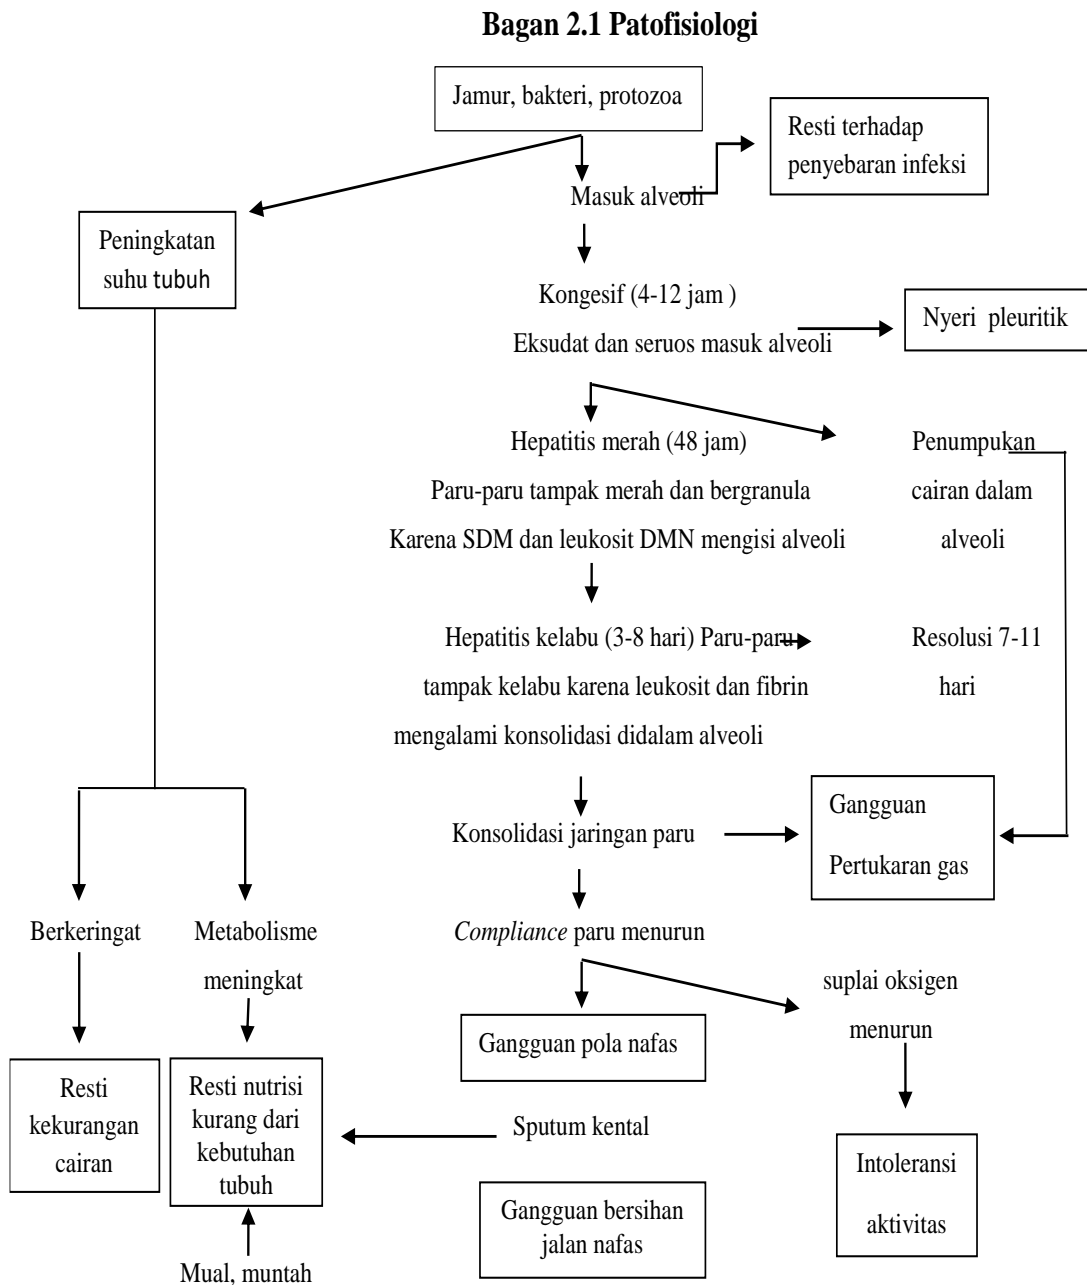 Bagan 2.1 Patofisiologi
Jamur, bakteri, protozoa
Resti terhadap
penyebaran infeksi
Masuk alveoli
Peningkatan
suhu tubuh
Kongesif (4-12 jam )
Eksudat dan seruos masuk alveoli
Nyeri pleuritik
Hepatitis merah (48 jam)
Paru-paru tampak merah dan bergranula
Karena SDM dan leukosit DMN mengisi alveoli
Penumpukan
cairan dalam
alveoli
Hepatitis kelabu (3-8 hari) Paru-paru
tampak kelabu karena leukosit dan fibrin
mengalami konsolidasi didalam alveoli
Resolusi 7-11
hari
Konsolidasi jaringan paru
Gangguan
Pertukaran gas
Berkeringat
Metabolisme
meningkat
Compliance paru menurun
suplai oksigen
menurun
Gangguan pola nafas
Resti
kekurangan
cairan
Resti nutrisi
kurang dari
kebutuhan
tubuh
Sputum kental
Intoleransi
aktivitas
Gangguan bersihan
jalan nafas
Mual, muntah